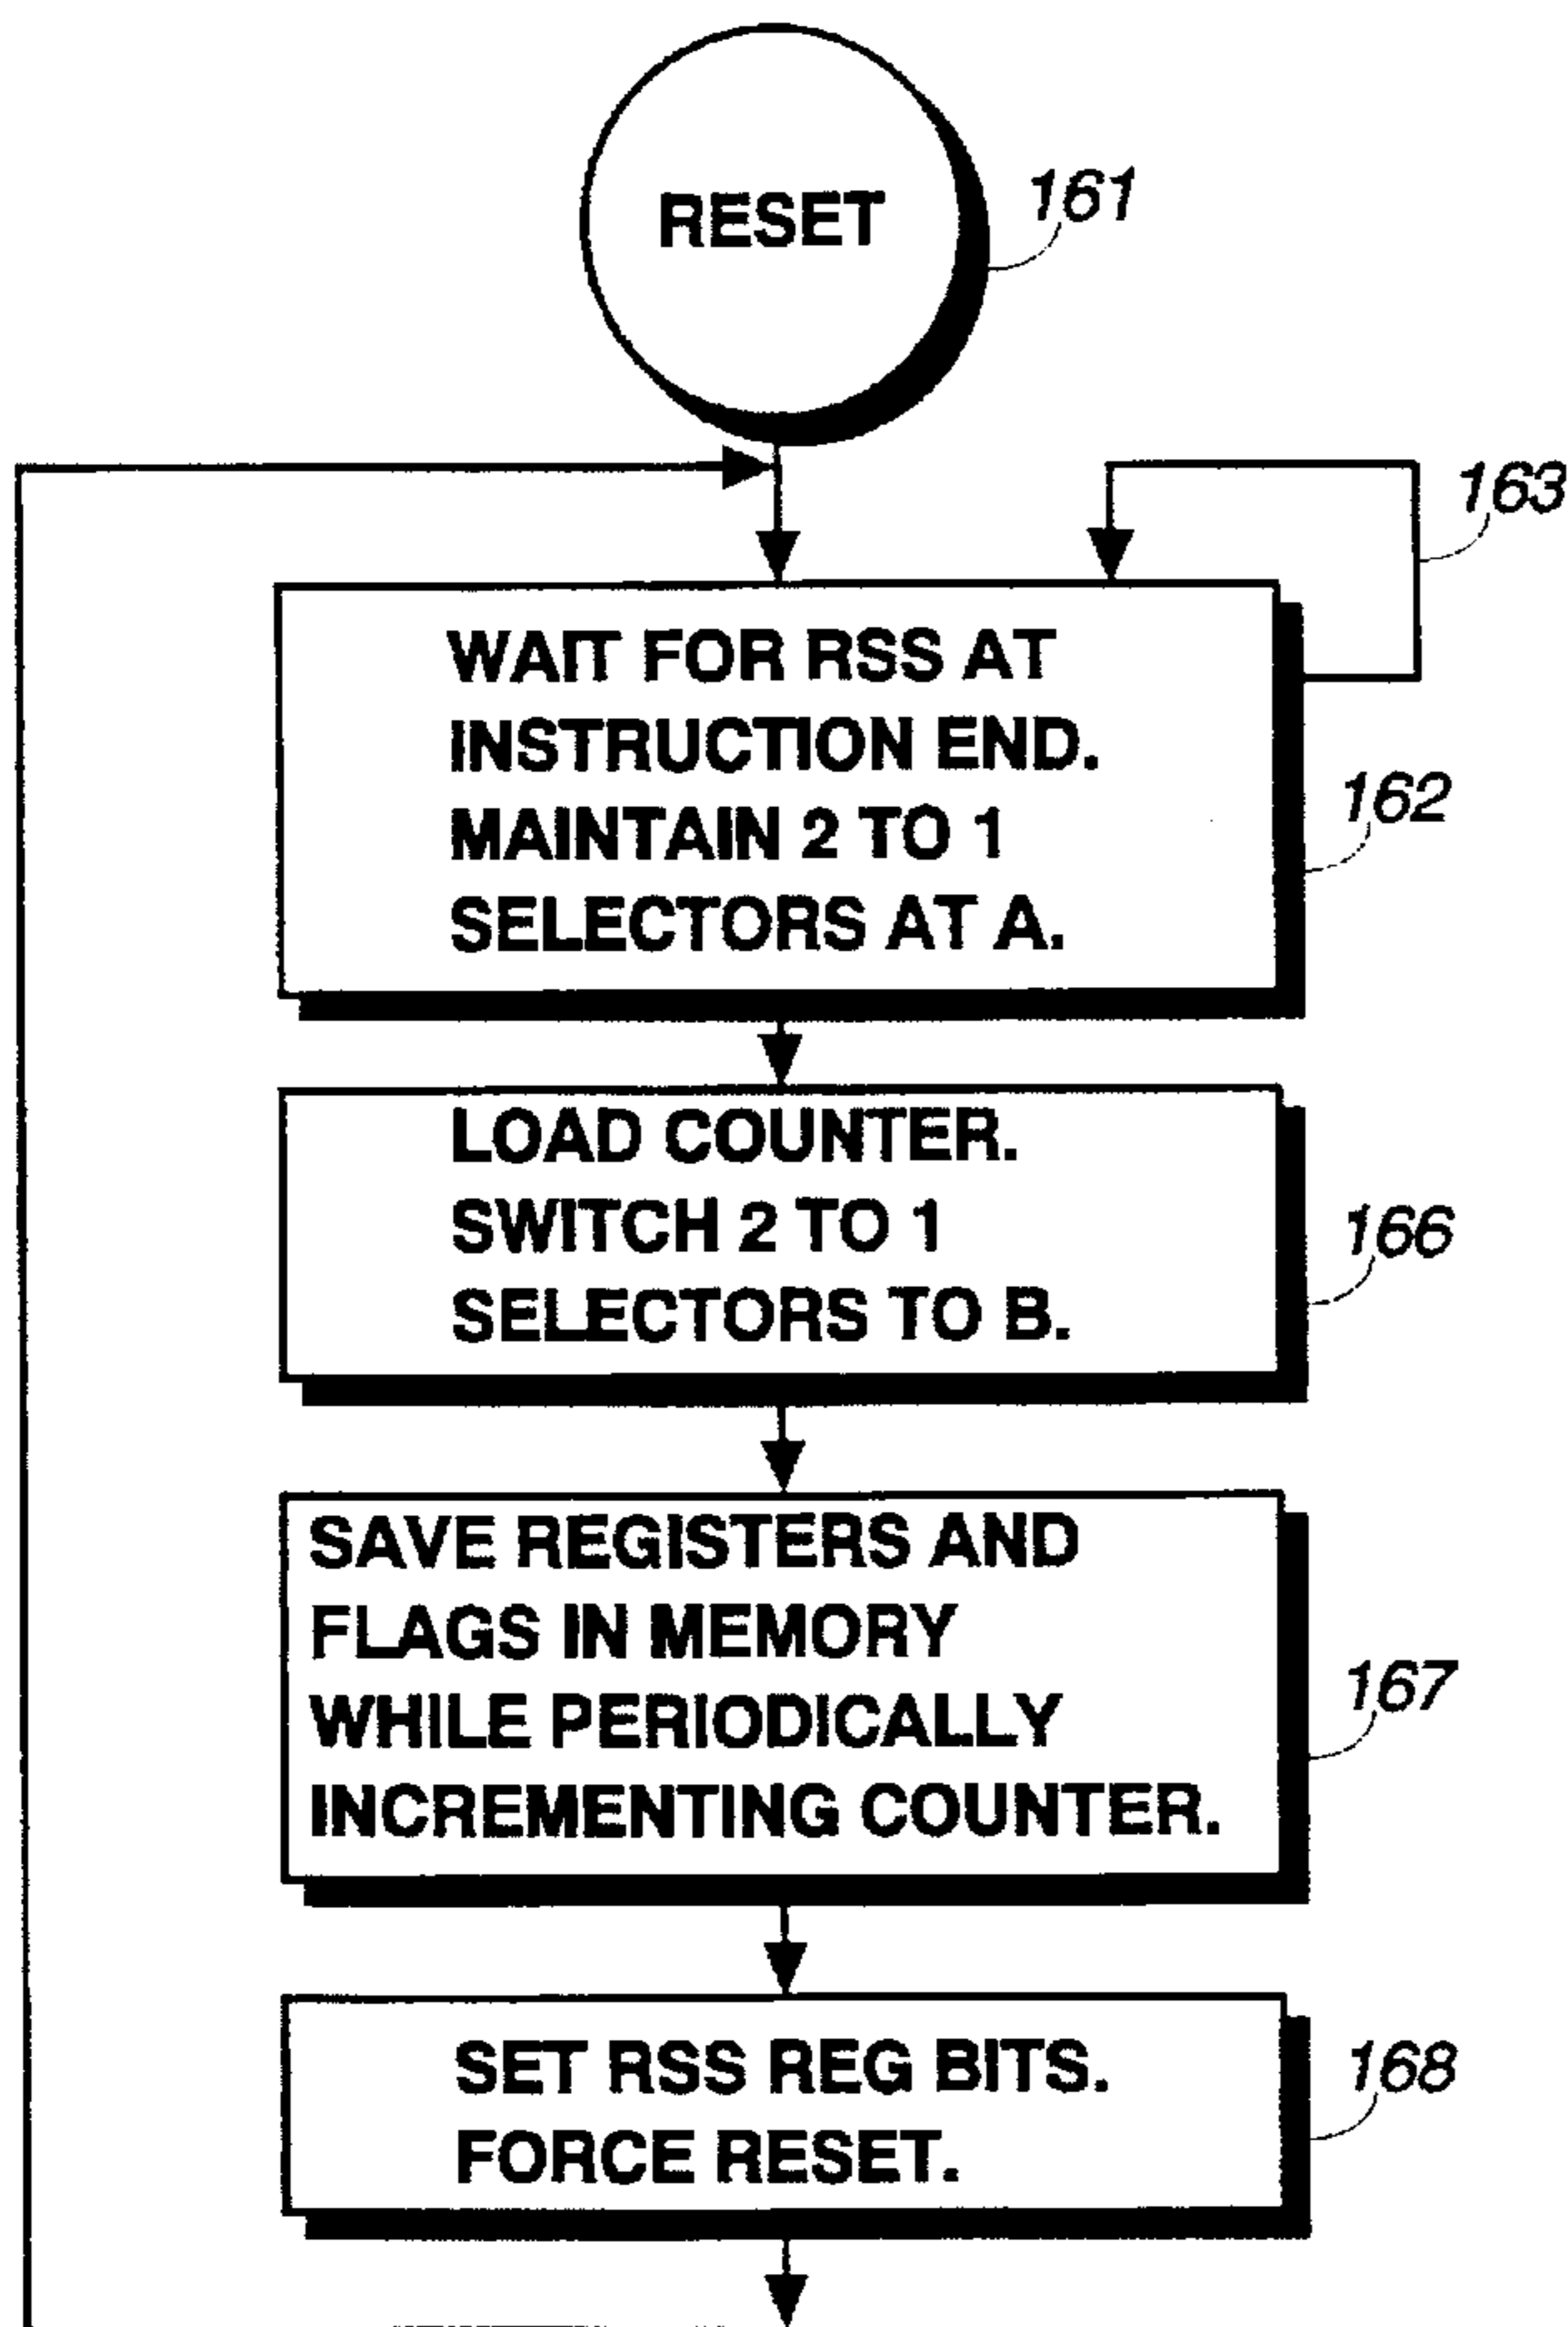 RESET
161
163
WAIT FOR RSS AT
INSTRUCTION END.
MAINTAIN 2 TO 1
SELECTORS AT A.
162
LOAD COUNTER.
SWITCH 2 TO 1
SELECTORS TO B.
166
SAVE REGISTERS AND
FLAGS IN MEMORY
WHILE PERIODICALLY
INCREMENTING COUNTER.
167
SET RSS REG BITS.
FORCE RESET.
168